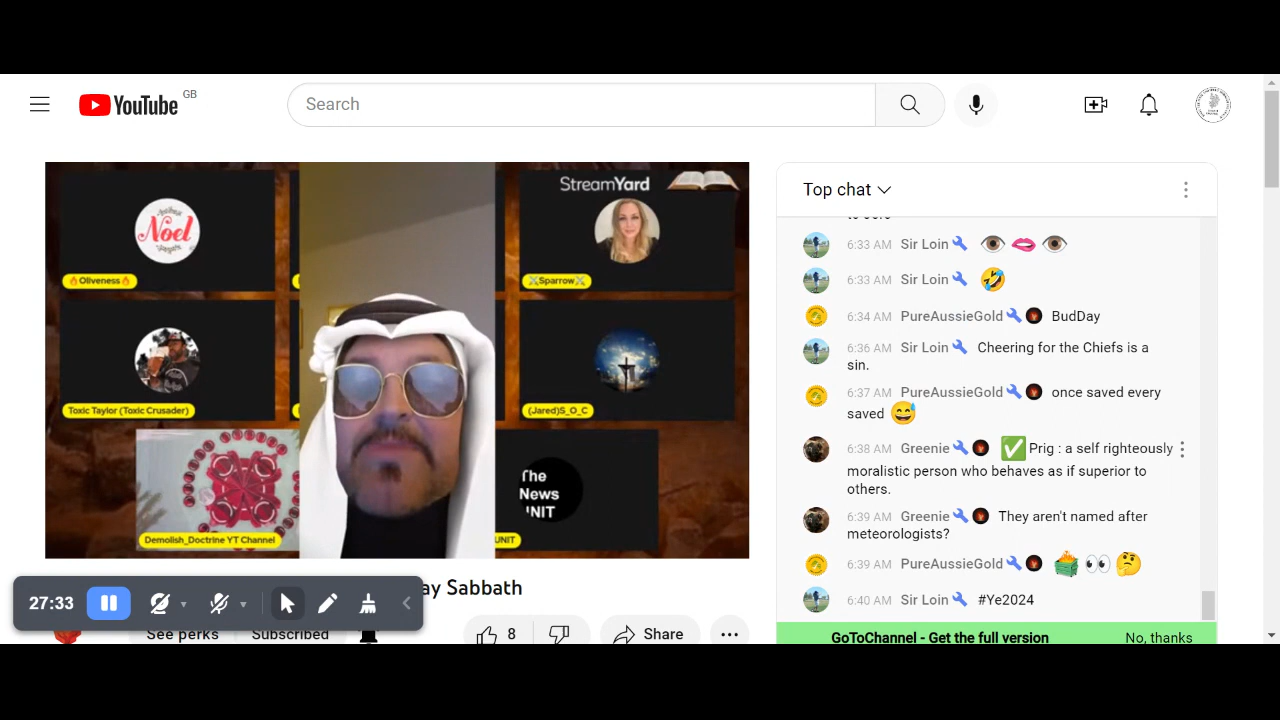 YouTube GB
Search
StreamYard
Noel
🔥Oliveness🔥
⚔️Sparrow⚔️
Toxic Taylor (Toxic Crusader)
(Jared)S_O_C
The
News
UNIT
Demolish_Doctrine YT Channel
UNIT
ay Sabbath
27:33
See perks
Subscribed
8
Share
Top chat
6:33 AM Sir Loin 👁👄👁
6:33 AM Sir Loin 🤣
6:34 AM PureAussieGold BudDay
6:36 AM Sir Loin Cheering for the Chiefs is a
sin.
6:37 AM PureAussieGold once saved every
saved 😅
6:38 AM Greenie ✅Prig : a self righteously
moralistic person who behaves as if superior to
others.
6:39 AM Greenie They aren't named after
meteorologists?
6:39 AM PureAussieGold 👀🤔
6:40 AM Sir Loin #Ye2024
GoToChannel - Get the full version
No, thanks